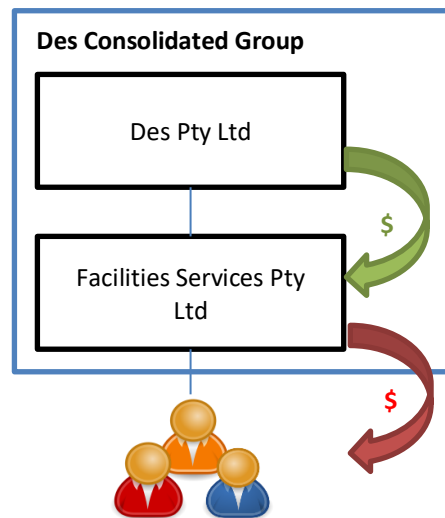 Des Consolidated Group
Des Pty Ltd
$
Facilities Services Pty
Ltd
$